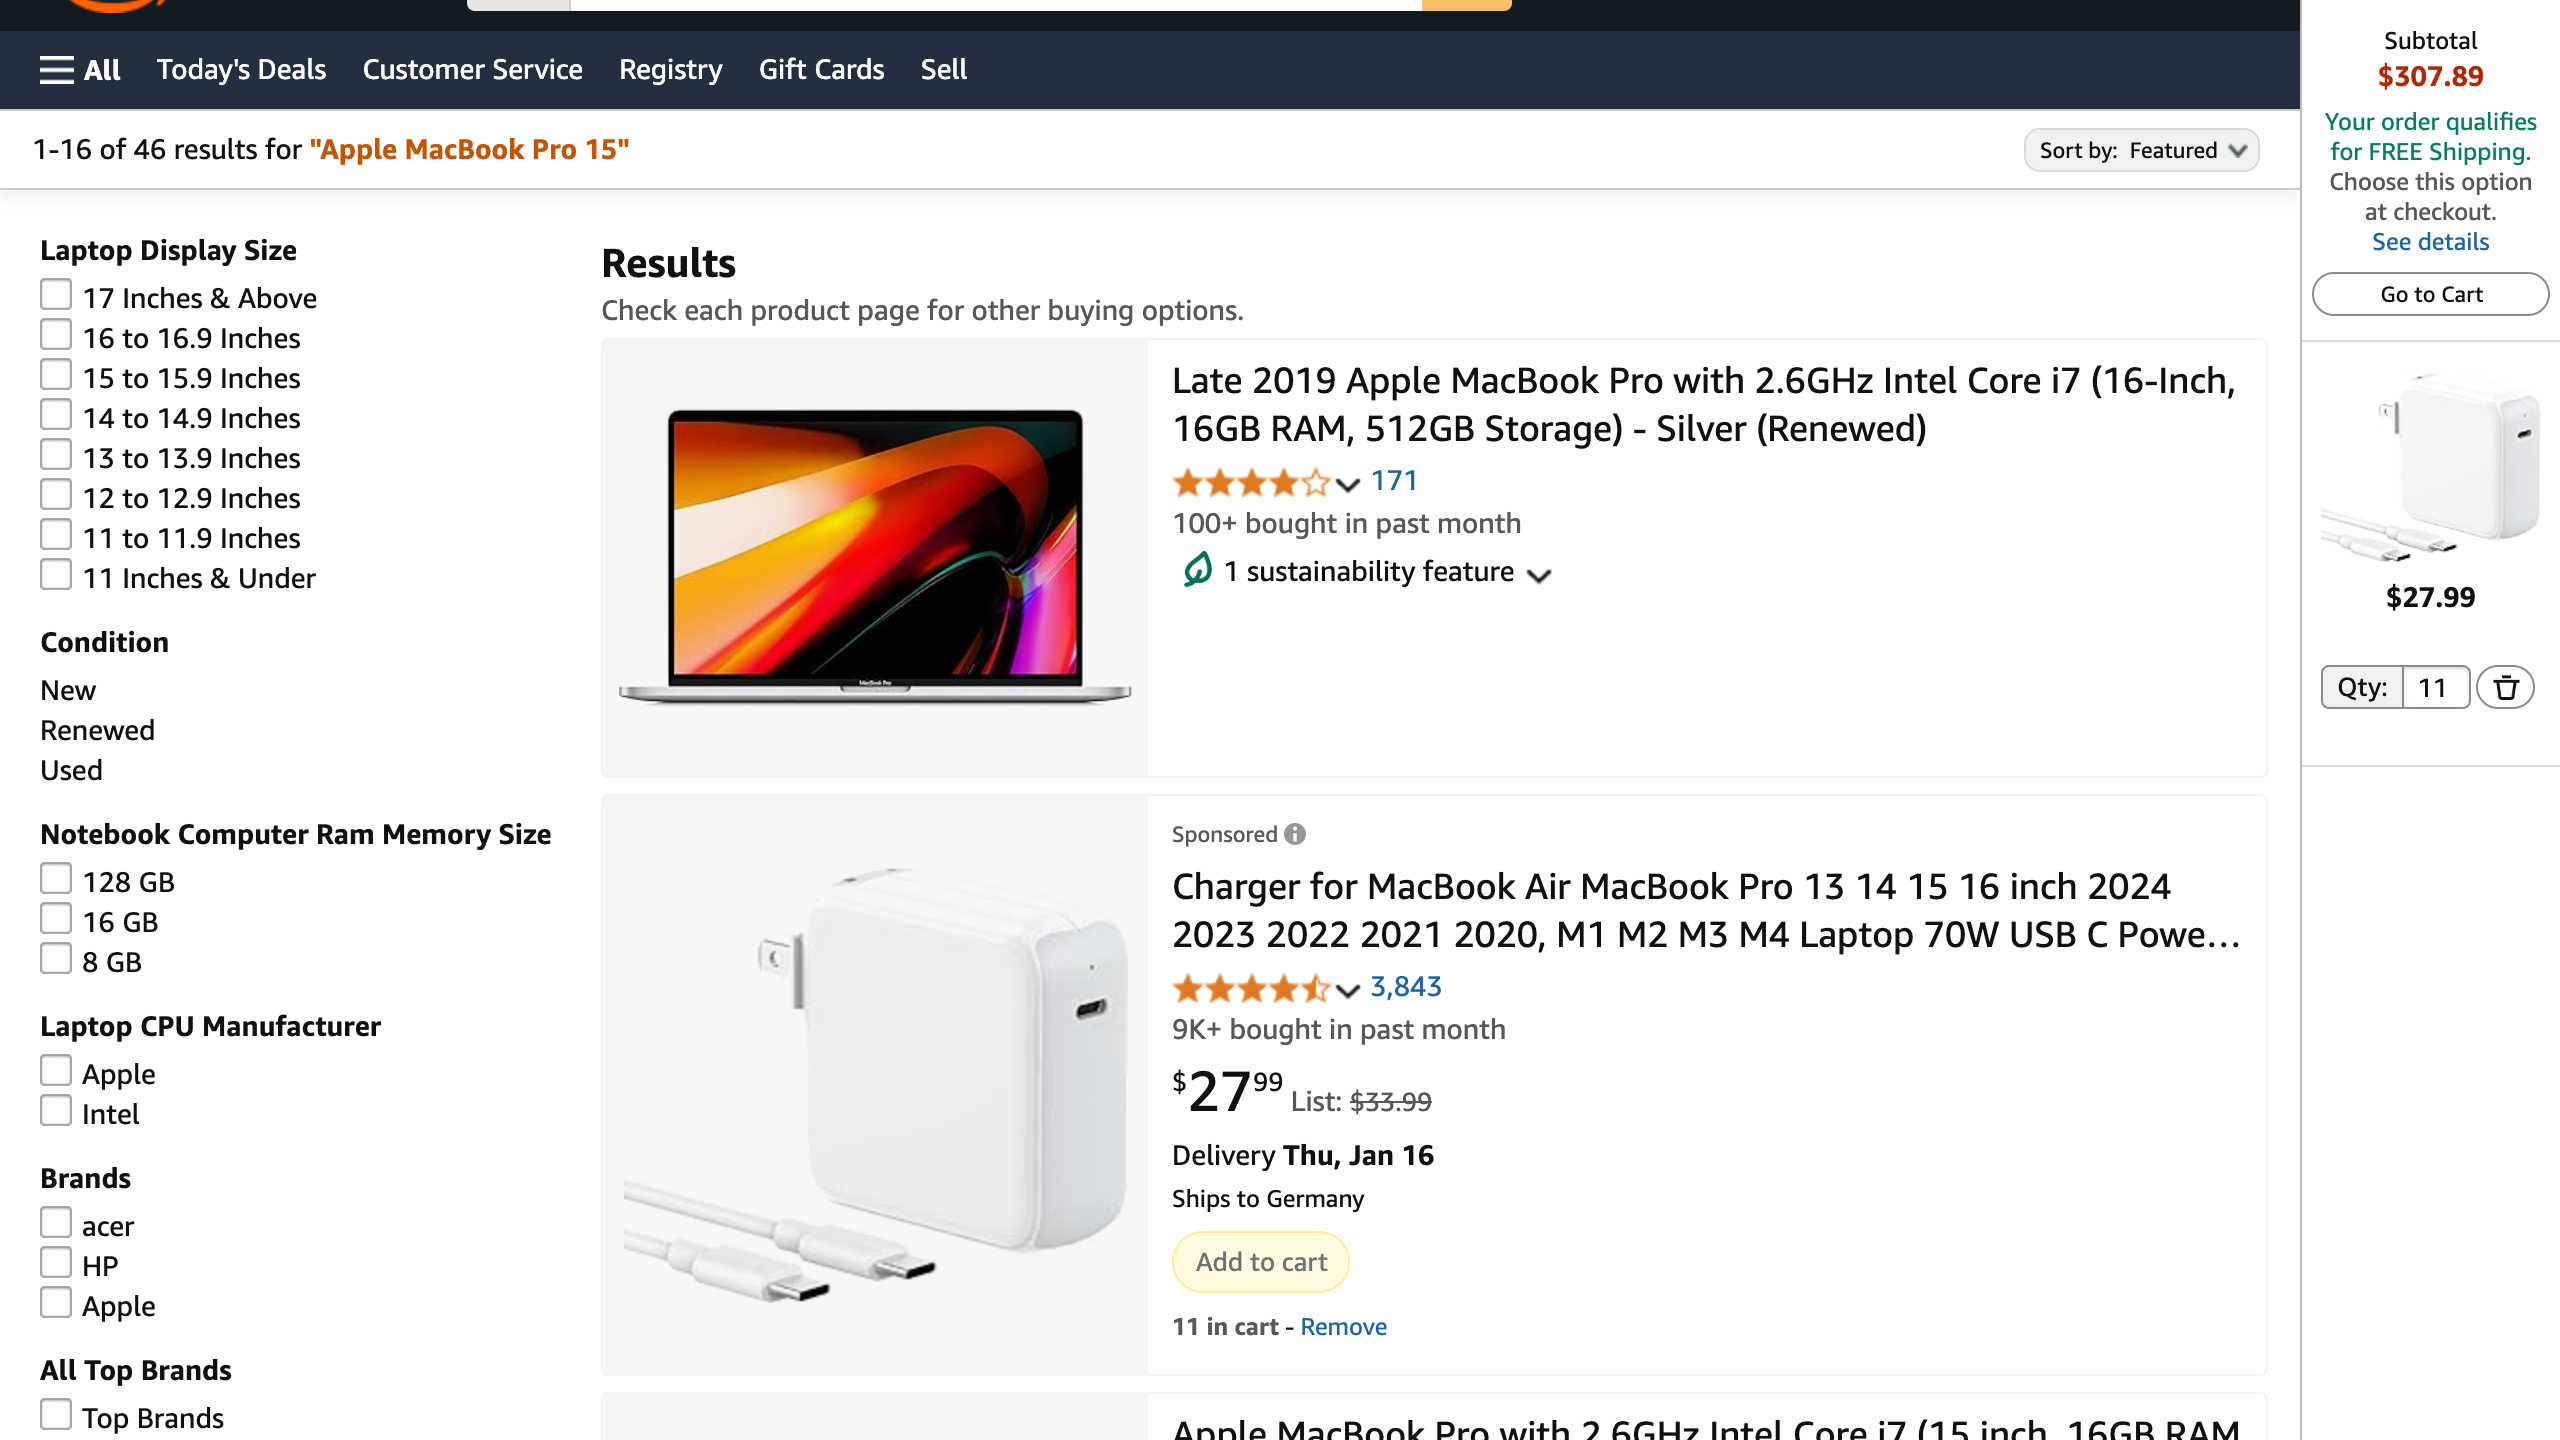 All
Today's Deals
Customer Service
Registry
Gift Cards
Sell
1-16 of 46 results for "Apple MacBook Pro 15"
Sort by: Featured
Laptop Display Size
17 Inches & Above
16 to 16.9 Inches
15 to 15.9 Inches
14 to 14.9 Inches
13 to 13.9 Inches
12 to 12.9 Inches
11 to 11.9 Inches
11 Inches & Under
Condition
New
Renewed
Used
Notebook Computer Ram Memory Size
128 GB
16 GB
8 GB
Laptop CPU Manufacturer
Apple
Intel
Brands
acer
HP
Apple
All Top Brands
Top Brands
Results
Check each product page for other buying options.
MacBook Pro
Late 2019 Apple MacBook Pro with 2.6GHz Intel Core i7 (16-Inch,
16GB RAM, 512GB Storage) - Silver (Renewed)
171
100+ bought in past month
1 sustainability feature
Sponsored
Charger for MacBook Air MacBook Pro 13 14 15 16 inch 2024
2023 2022 2021 2020, M1 M2 M3 M4 Laptop 70W USB C Powe…
3,843
9K+ bought in past month
$27.99 List: $33.99
Delivery Thu, Jan 16
Ships to Germany
Add to cart
11 in cart - Remove
Apple MacBook Pro with 2.6GHz Intel Core i7 (15 inch, 16GB RAM
Subtotal
$307.89
Your order qualifies
for FREE Shipping.
Choose this option
at checkout.
See details
Go to Cart
$27.99
Qty: 11